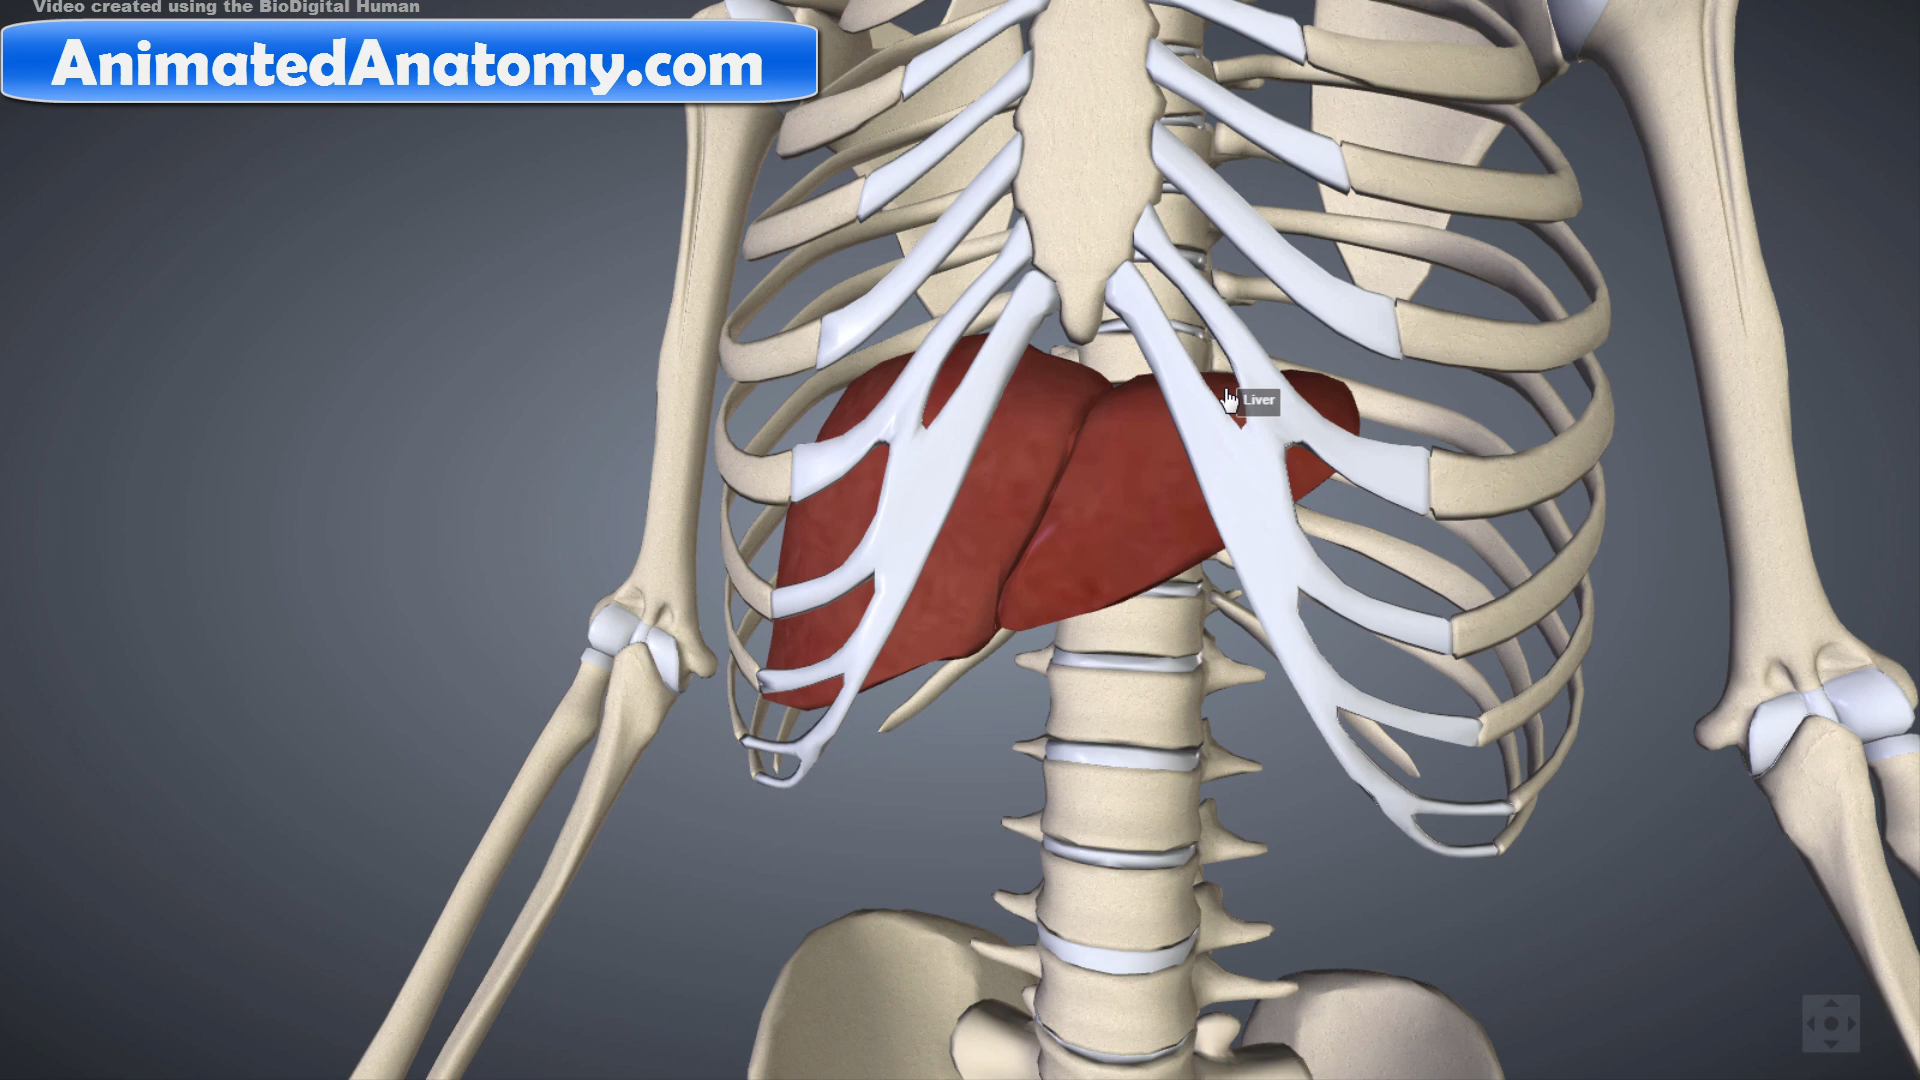 Video created using the BioDigital Human
AnimatedAnatomy.com
Liver